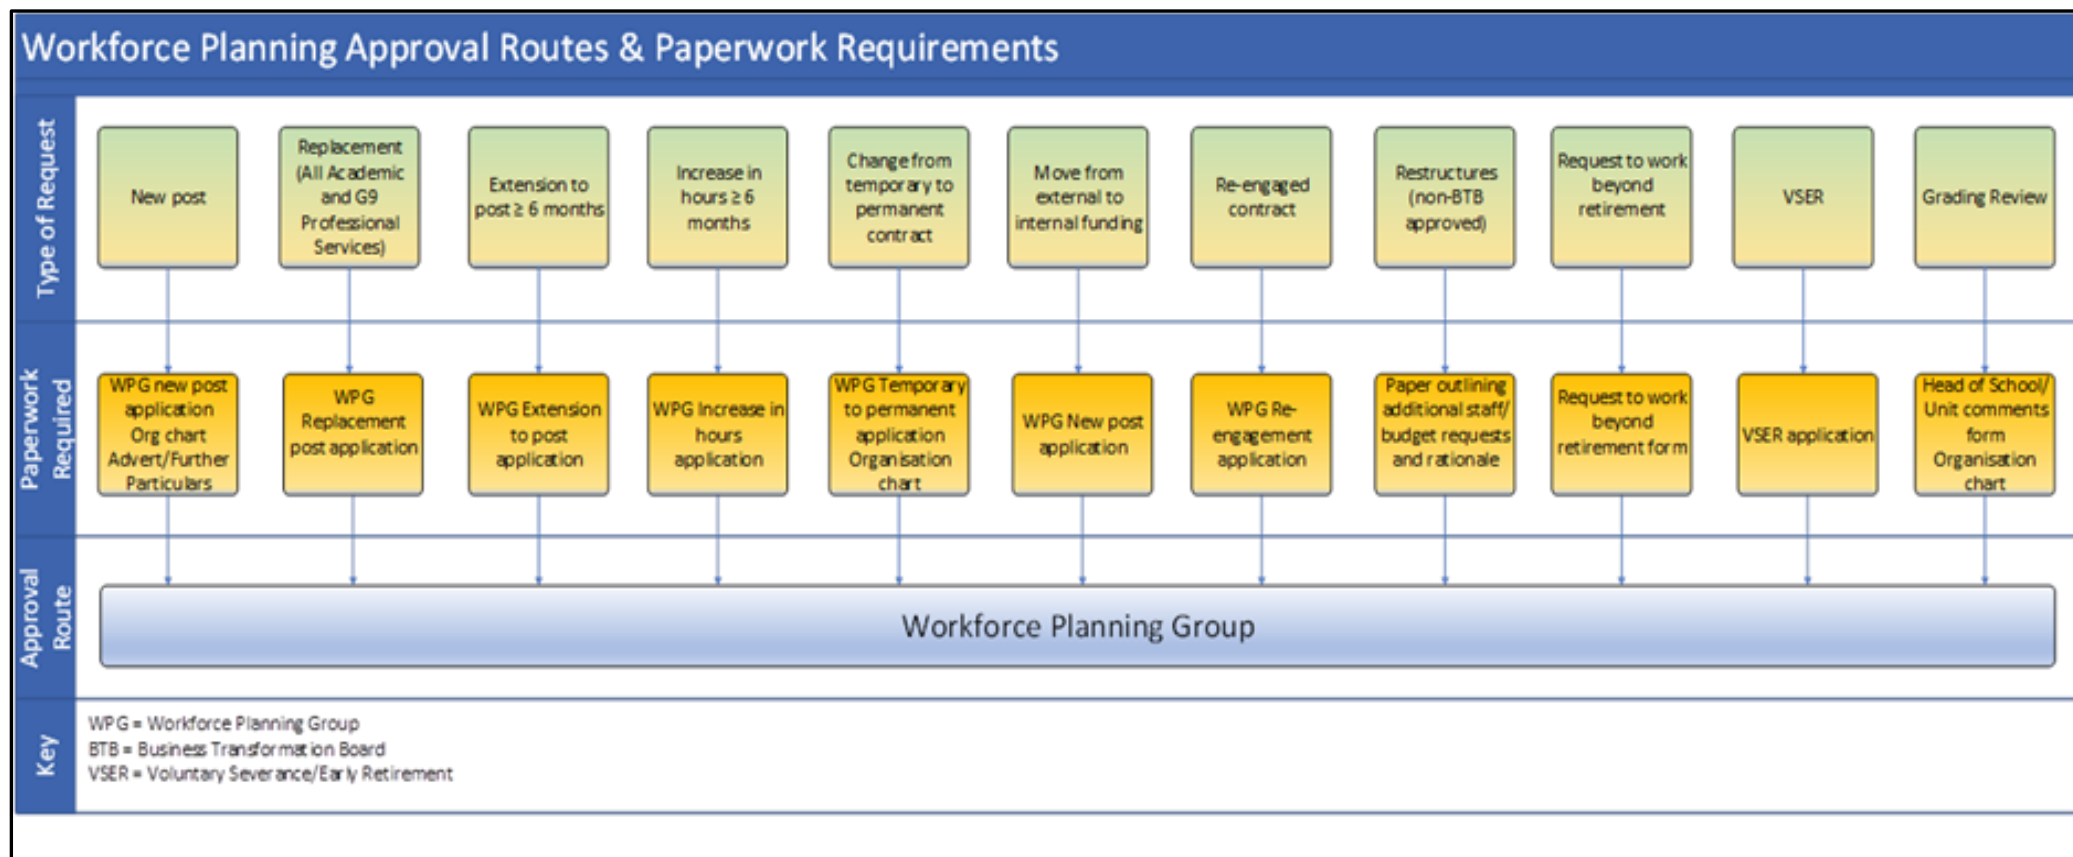 Workforce Planning Approval Routes & Paperwork Requirements
Type of Request
New post
Replacement
(All Academic
and G9
Professional
Services)
Extension to
post ≥ 6 months
Increase in
hours ≥ 6
months
Change from
temporary to
permanent
contract
Move from
external to
internal funding
Re-engaged
contract
Restructures
(non-BTB
approved)
Request to work
beyond
retirement
VSER
Grading Review
Paperwork
Required
WPG new post
application
Org chart
Advert/Further
Particulars
WPG
Replacement
post application
WPG Extension
to post
application
WPG Increase in
hours
application
WPG Temporary
to permanent
application
Organisation
chart
WPG New post
application
WPG Re-
engagement
application
Paper outlining
additional staff/
budget requests
and rationale
Request to work
beyond
retirement form
VSER application
Head of School/
Unit comments
form
Organisation
chart
Approval
Route
Workforce Planning Group
Key
WPG = Workforce Planning Group
BTB = Business Transformation Board
VSER = Voluntary Severance/Early Retirement